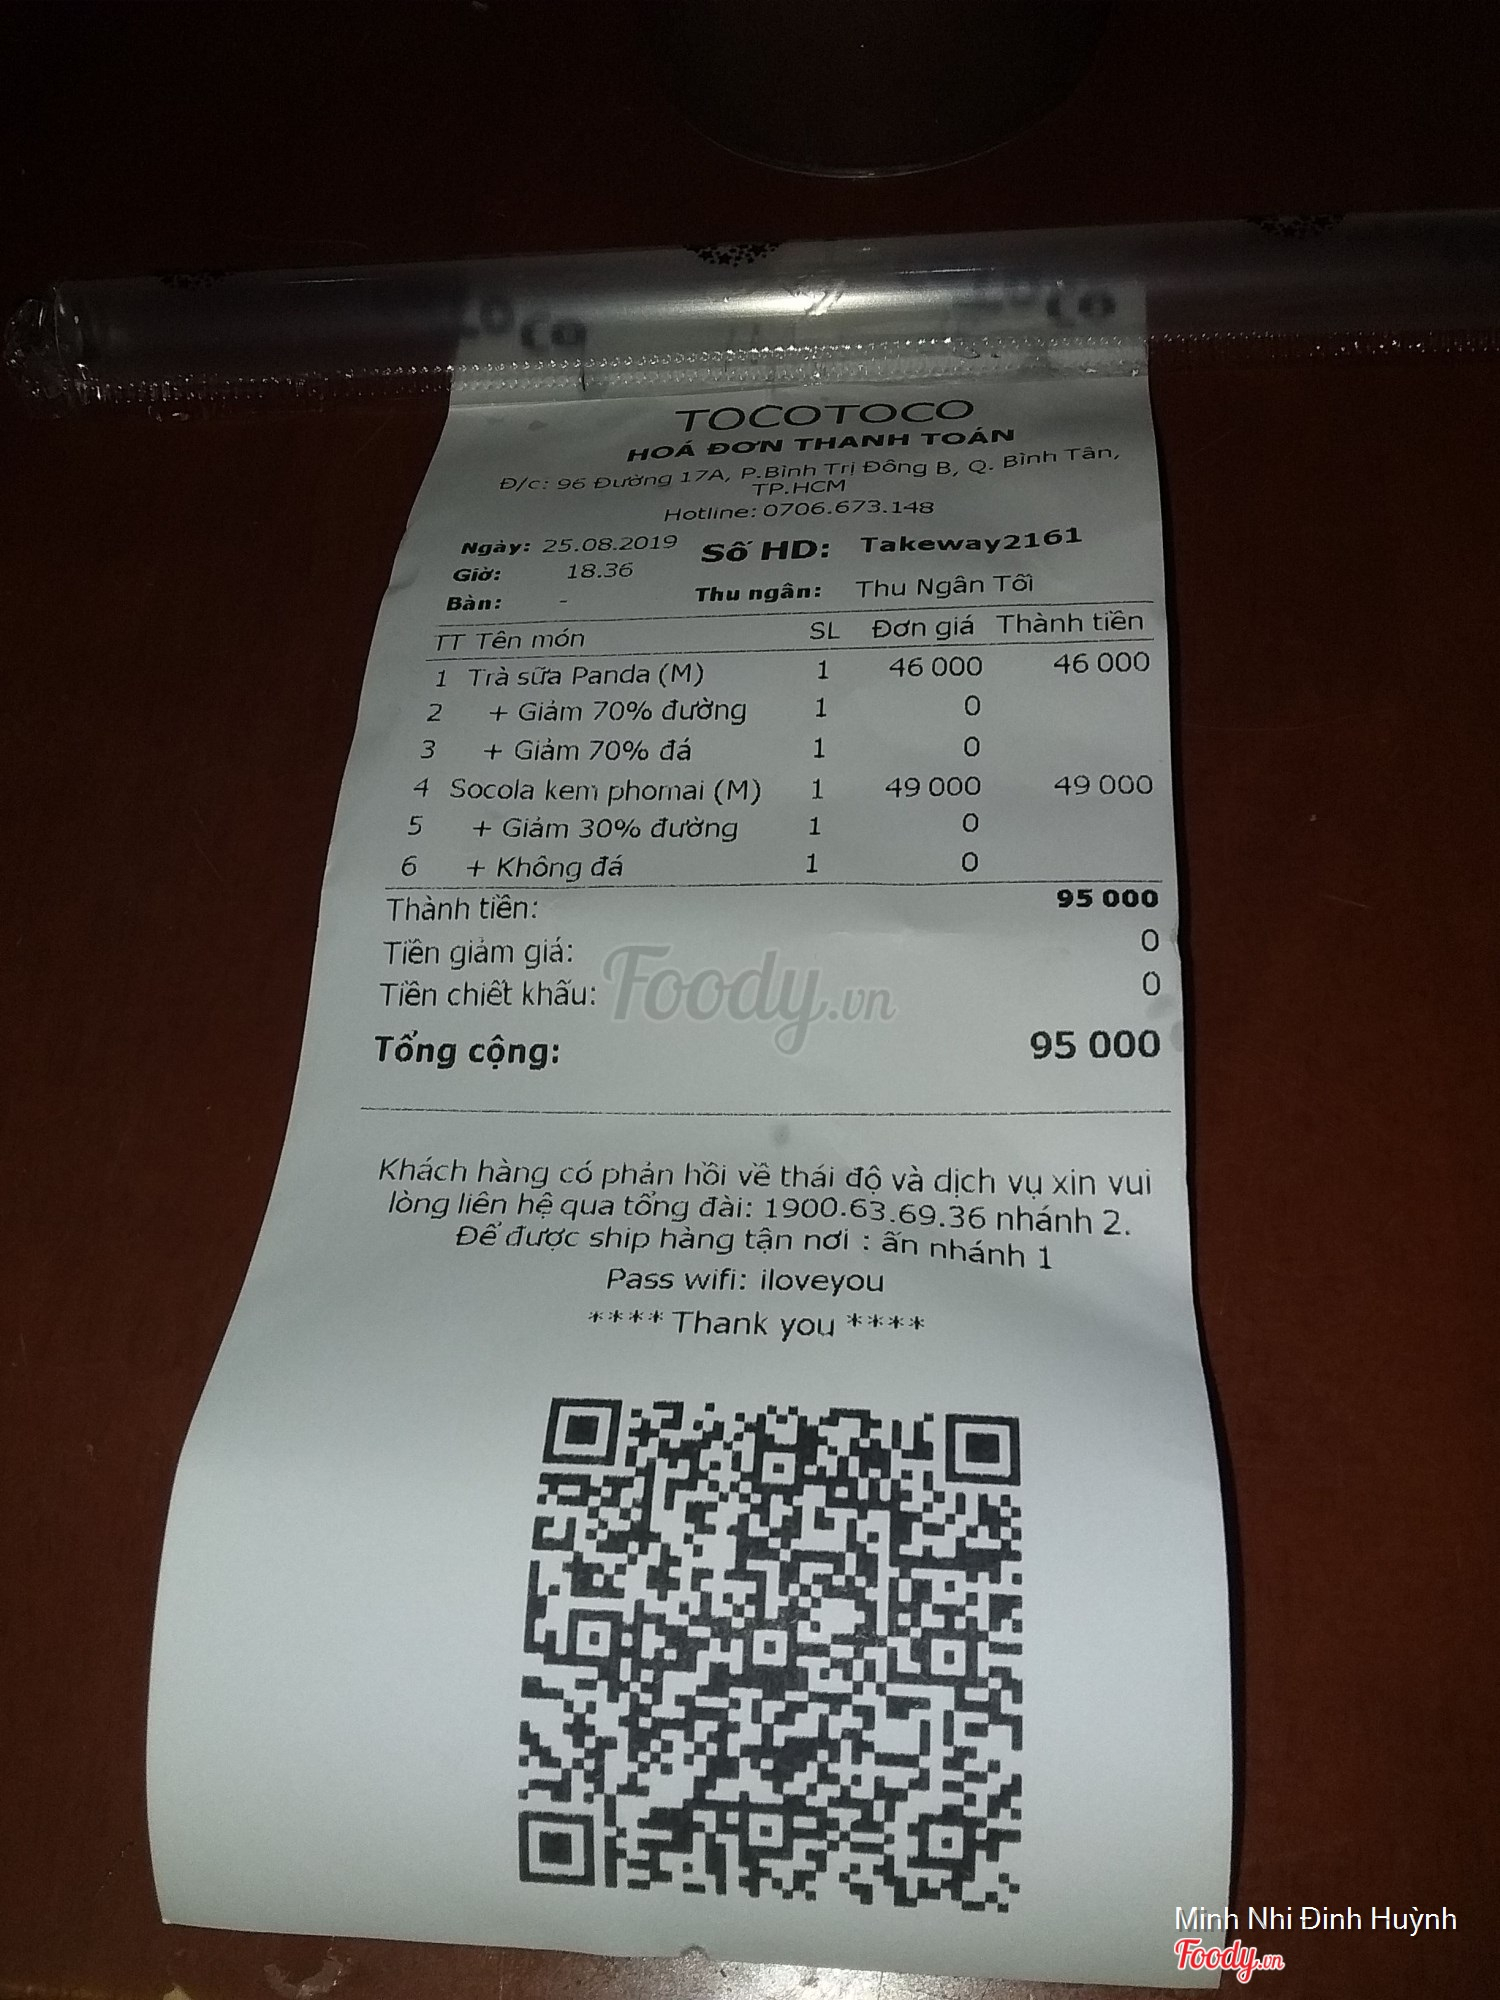 TOCOTOCO
HOÁ ĐƠN THANH TOÁN
Đ/c: 96 Đường 17A, P.Bình Trị Đông B, Q. Bình Tân,
TP.HCM
Hotline: 0706.673.148
Ngày: 25.08.2019 Số HD: Takeway2161
Giờ: 18.36
Bàn: - Thu ngân: Thu Ngân Tối
TT Tên món SL Đơn giá Thành tiền
1 Trà sữa Panda (M) 1 46 000 46 000
2 + Giảm 70% đường 1 0
3 + Giảm 70% đá 1 0
4 Socola kem phomai (M) 1 49 000 49 000
5 + Giảm 30% đường 1 0
6 + Không đá 1 0
Thành tiền: 95 000
Tiền giảm giá: 0
Tiền chiết khấu: 0
Foody.vn
Tổng cộng: 95 000
Khách hàng có phản hồi về thái độ và dịch vụ xin vui
lòng liên hệ qua tổng đài: 1900.63.69.36 nhánh 2.
Để được ship hàng tận nơi : ấn nhánh 1
Pass wifi: iloveyou
**** Thank you ****
Minh Nhi Đinh Huỳnh
Foody.vn